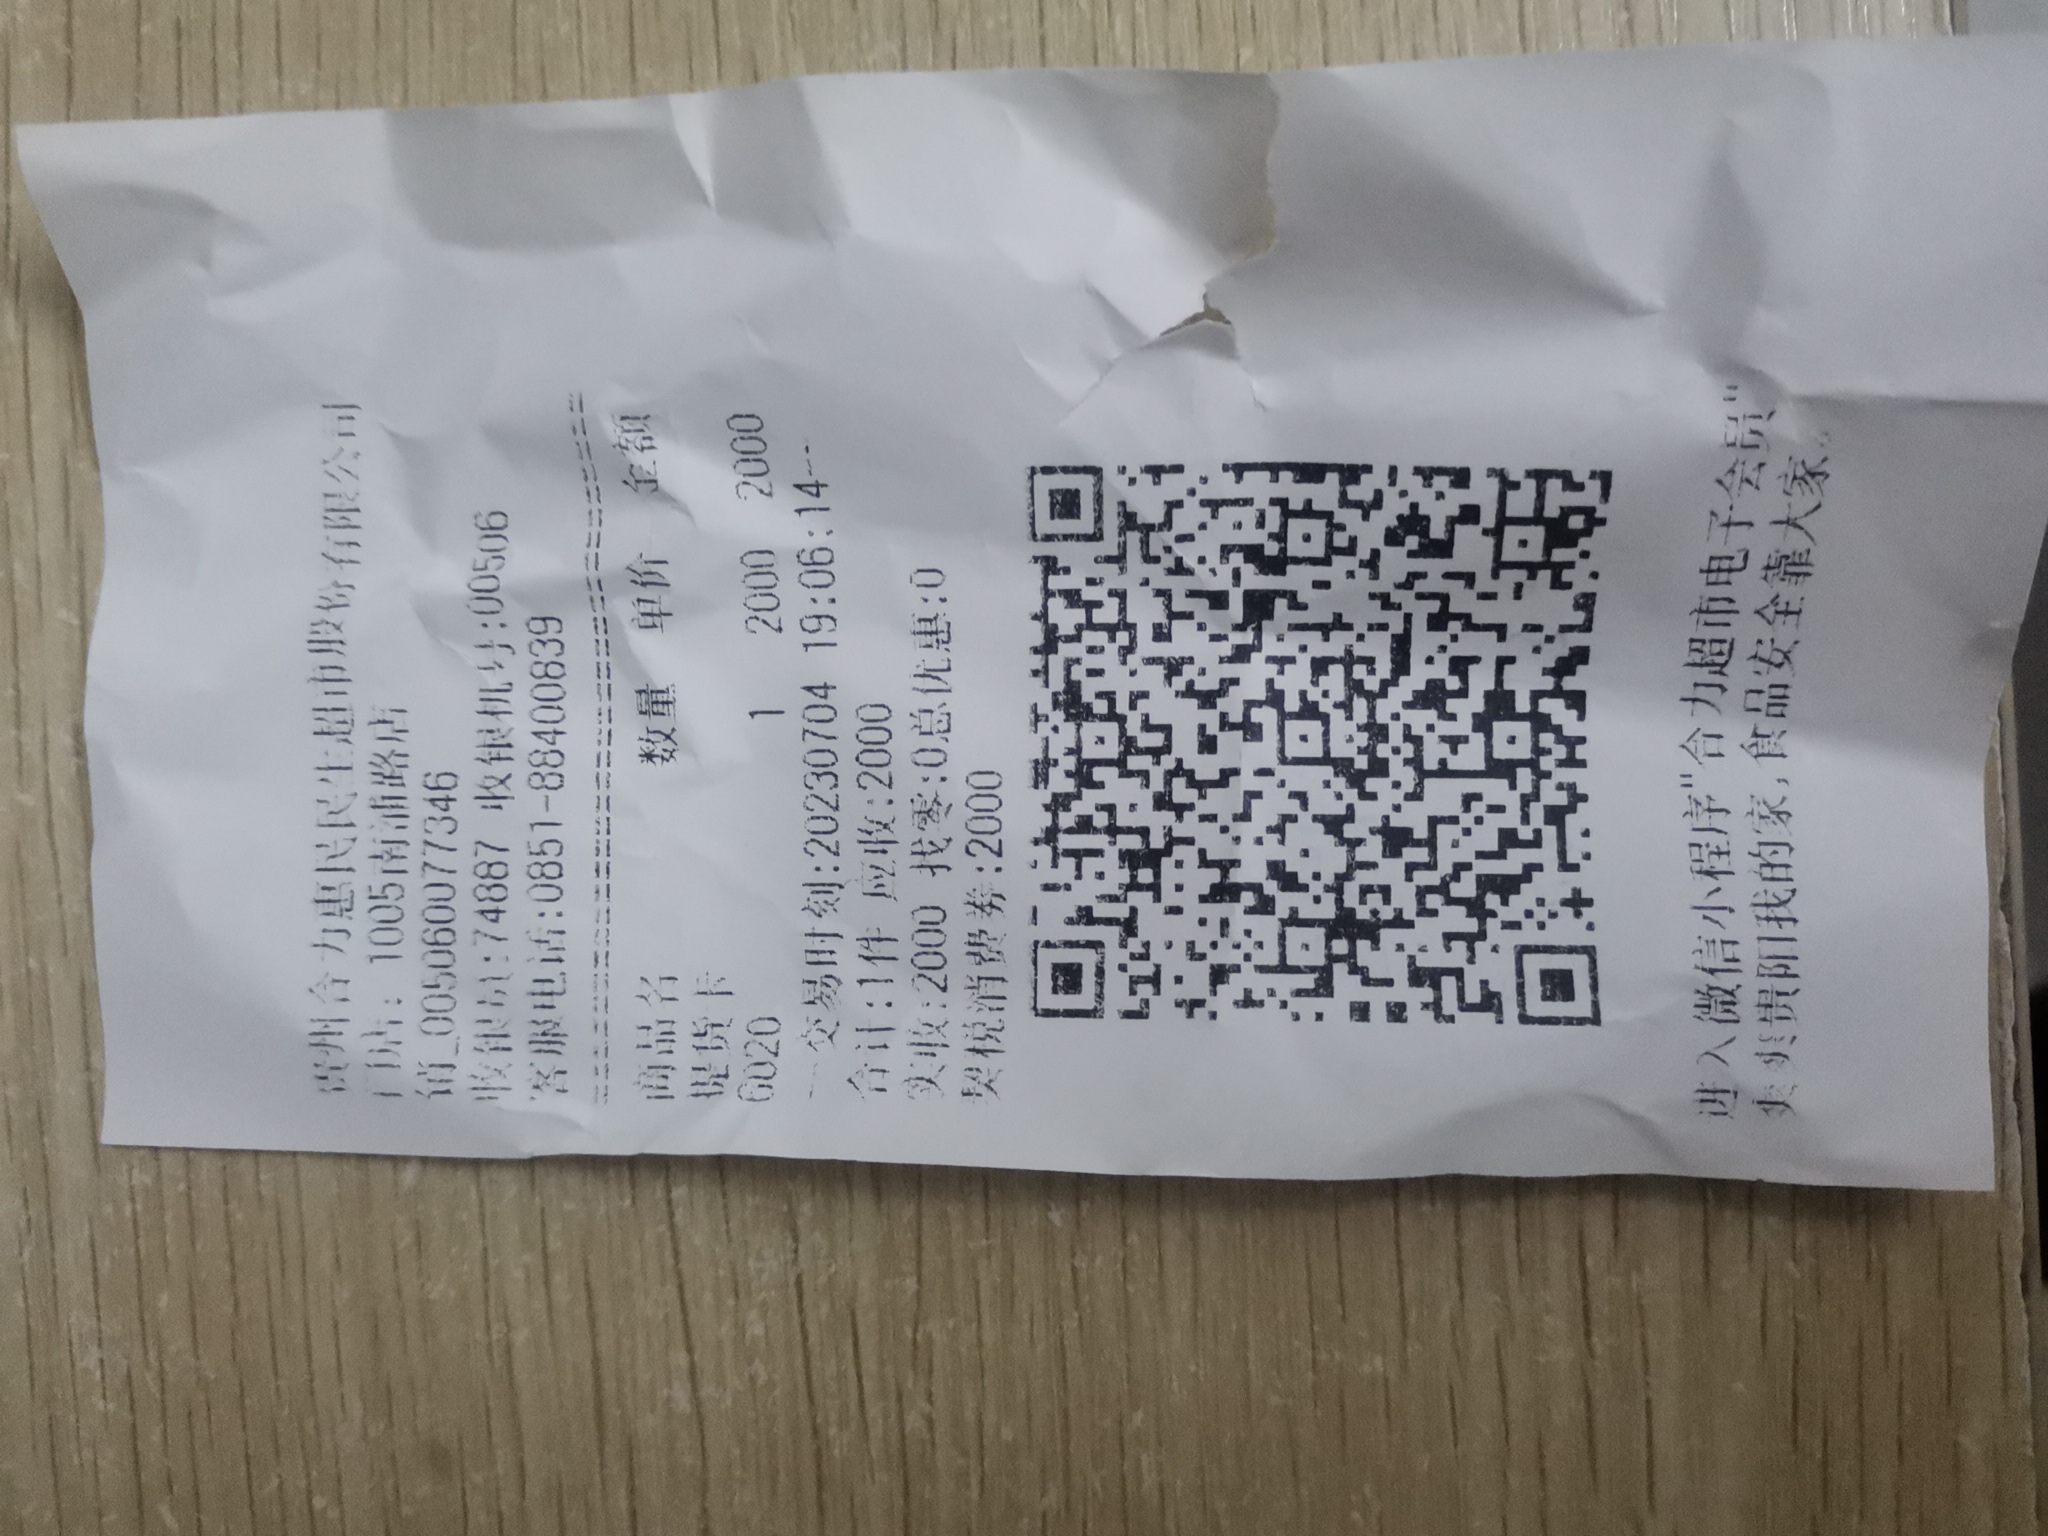 贵州合力惠民民生超市股份有限公司
门店: 1005南浦路店
销_0050600077346
收银员:74887 收银机号:00506
客服电话:0851-88400839
商品名 数量 单价 金额
提货卡
6020 1 2000 2000
--交易时刻:20230704 19:06:14--
合计:1件 应收:2000
实收:2000 找零:0总优惠:0
契税消费券:2000
进入微信小程序"合力超市电子会员"
爽爽贵阳我的家,食品安全靠大家。